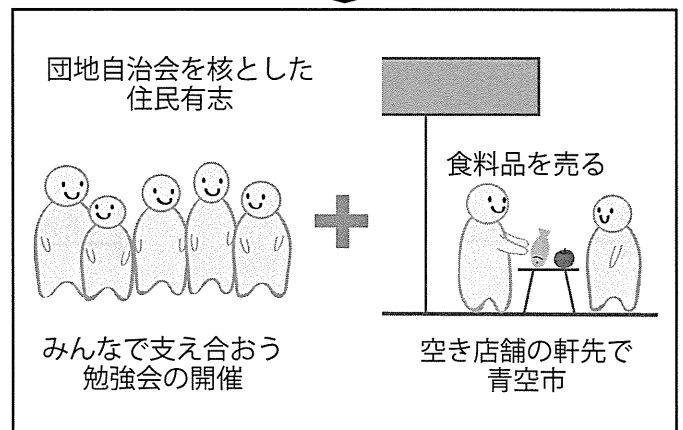 団地自治会を核とした
住民有志
食料品を売る
みんなで支え合おう
勉強会の開催
空き店舗の軒先で
青空市